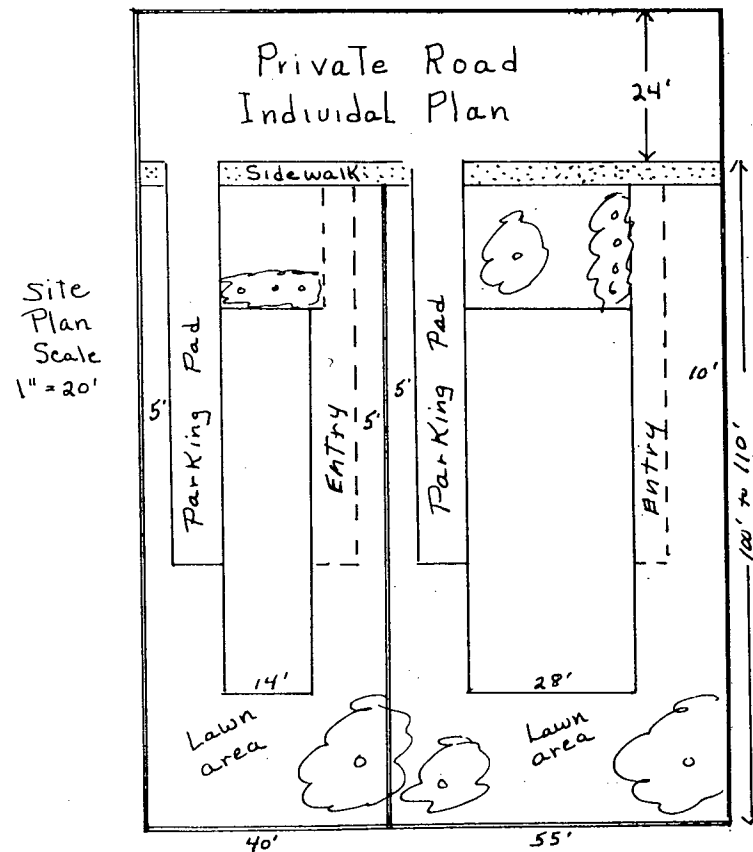 Private Road
Individal Plan
24'
Sidewalk
Site
Plan
Scale
1" = 20'
5'
Parking Pad
Entry
5'
5'
Parking Pad
10'
Entry
100' to 110'
14'
28'
Lawn
area
Lawn
area
40'
55'